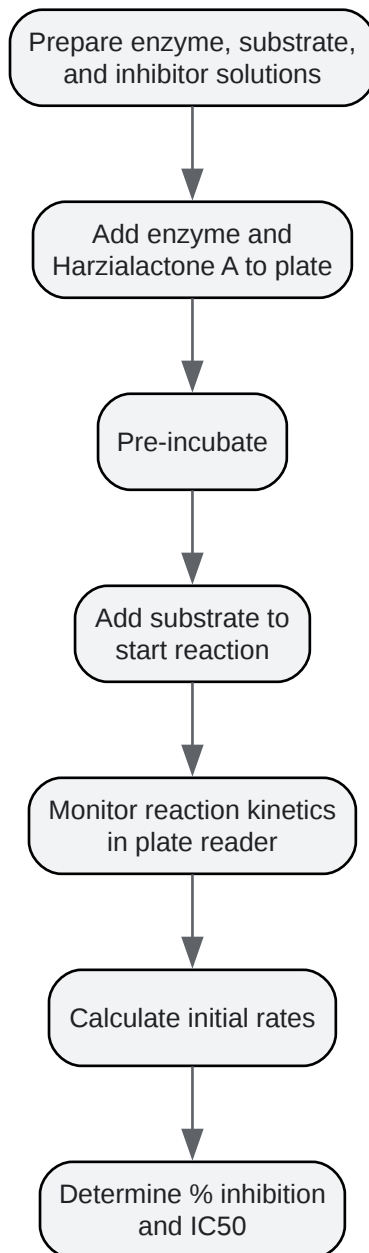 Prepare enzyme, substrate,
and inhibitor solutions
Add enzyme and
Harzialactone A to plate
Pre-incubate
Add substrate to
start reaction
Monitor reaction kinetics
in plate reader
Calculate initial rates
Determine % inhibition
and IC50